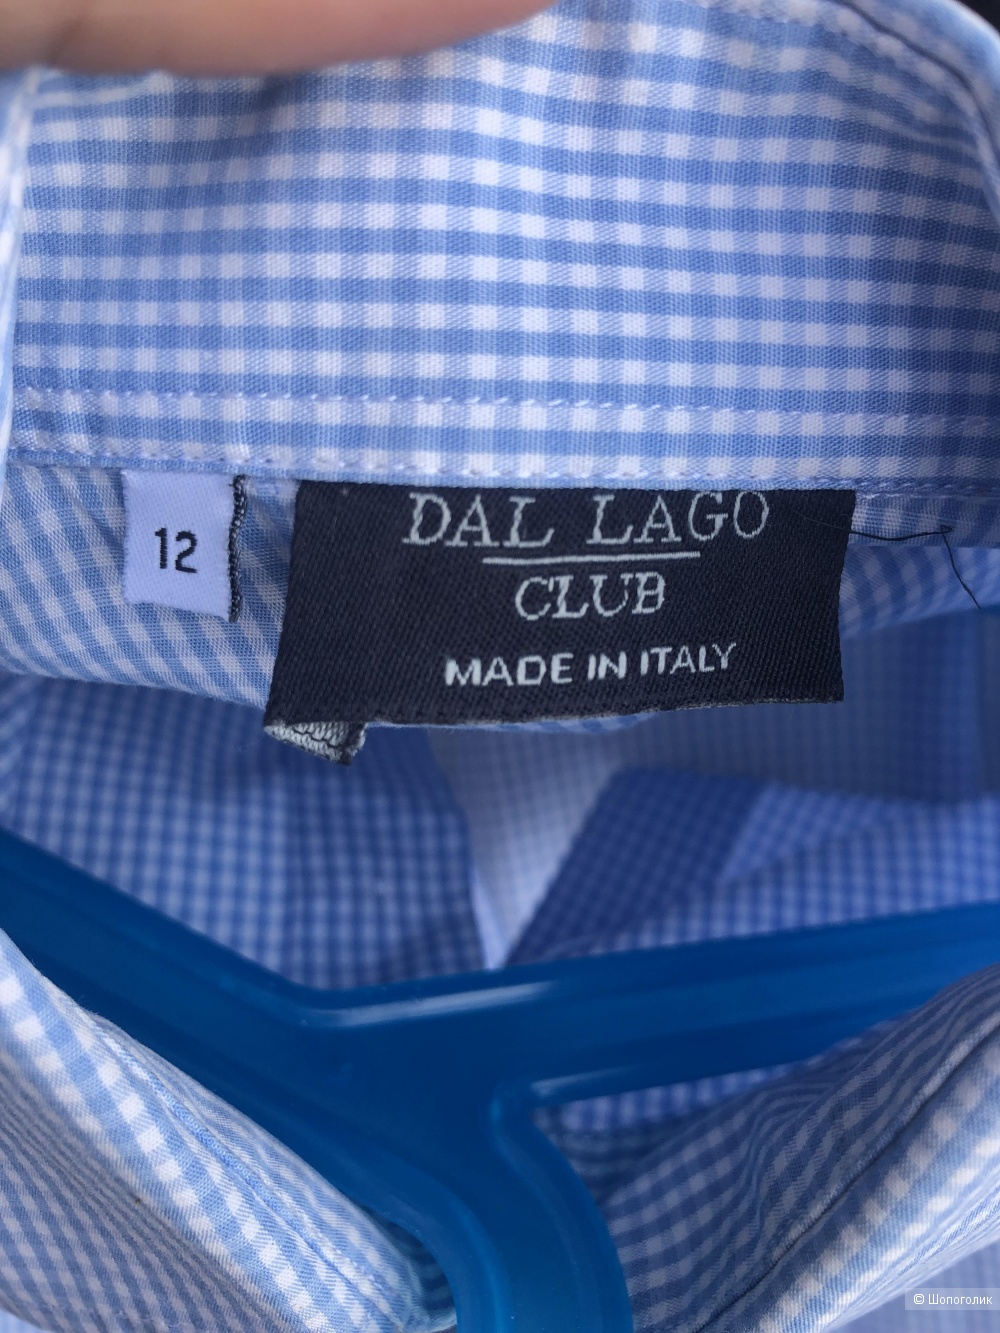 12
DAL LAGO
CLUB
MADE IN ITALY
© Шопоголик